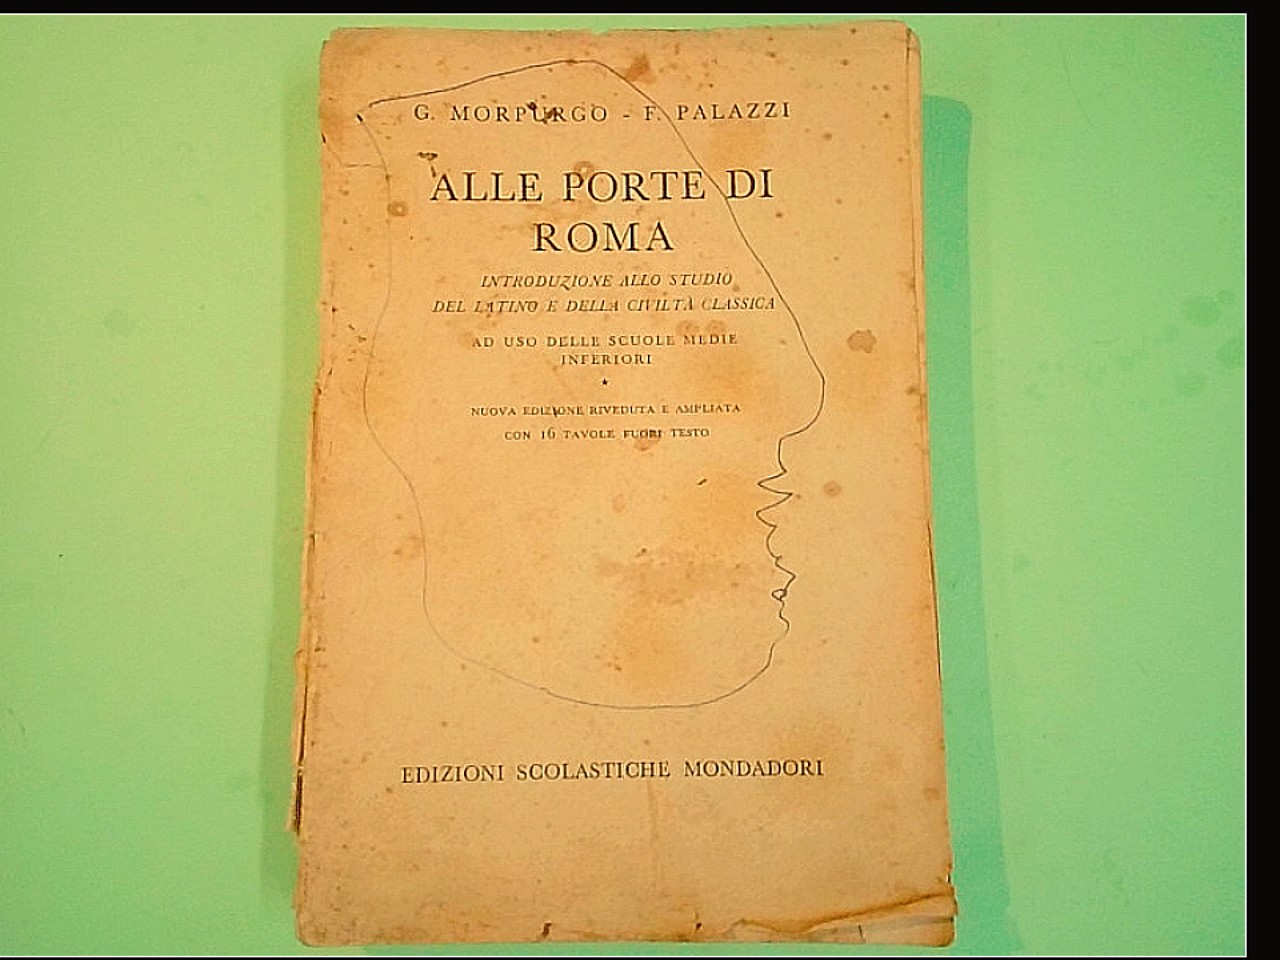 G. MORPURGO - F. PALAZZI
ALLE PORTE DI
ROMA
INTRODUZIONE ALLO STUDIO
DEL LATINO E DELLA CIVILTÀ CLASSICA
AD USO DELLE SCUOLE MEDIE
INFERIORI
★
NUOVA EDIZIONE RIVEDUTA E AMPLIATA
CON 16 TAVOLE FUORI TESTO
EDIZIONI SCOLASTICHE MONDADORI